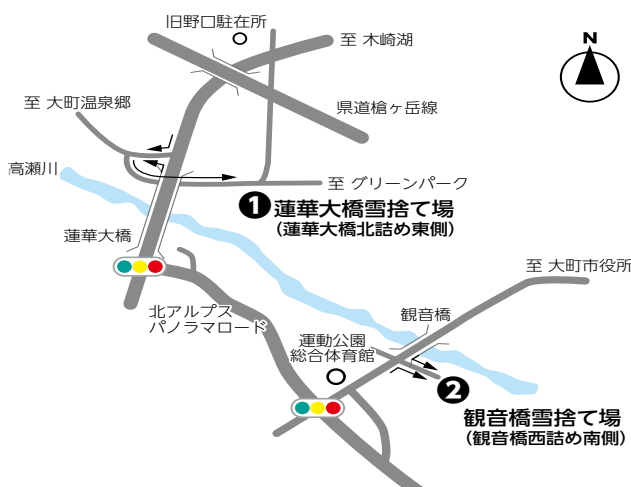 旧野口駐在所
至 木崎湖
N
至 大町温泉郷
県道槍ヶ岳線
高瀬川
至 グリーンパーク
❶ 蓮華大橋雪捨て場
(蓮華大橋北詰め東側)
蓮華大橋
至 大町市役所
北アルプス
パノラマロード
観音橋
運動公園
総合体育館
❷
観音橋雪捨て場
(観音橋西詰め南側)